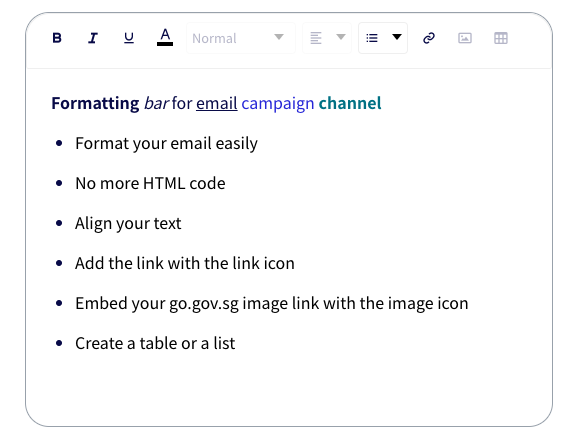 B I U A Normal
Formatting bar for email campaign channel
Format your email easily
No more HTML code
Align your text
Add the link with the link icon
Embed your go.gov.sg image link with the image icon
Create a table or a list